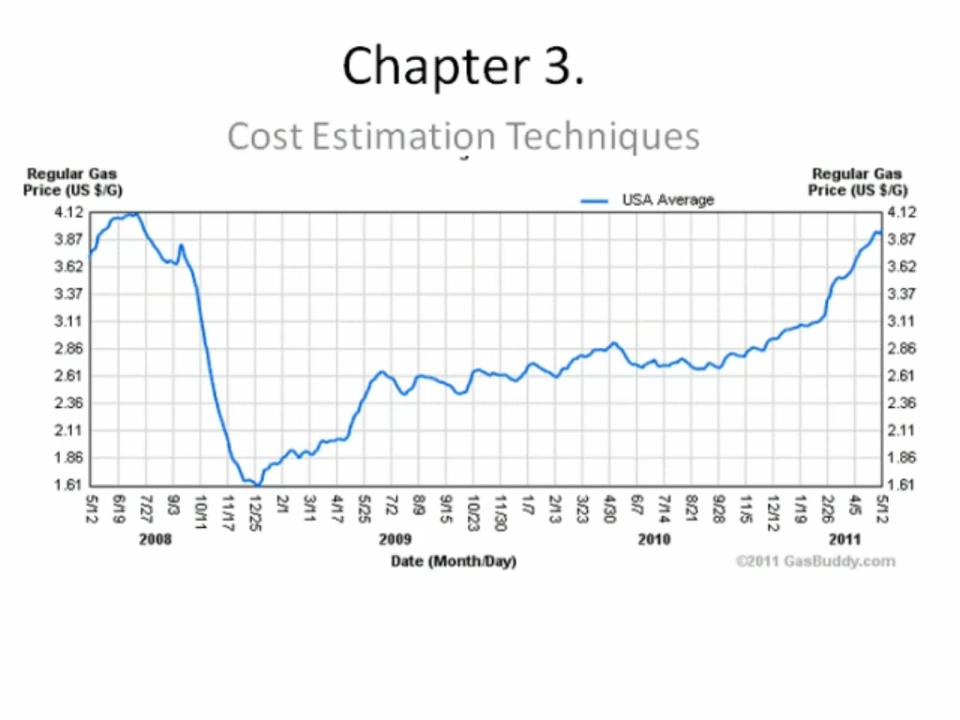 Chapter 3.
Cost Estimation Techniques
Regular Gas
Price (US $/G)
USA Average
Regular Gas
Price (US $/G)
4.12 4.12
3.87 3.87
3.62 3.62
3.37 3.37
3.11 3.11
2.86 2.86
2.61 2.61
2.36 2.36
2.11 2.11
1.86 1.86
1.61 1.61
5/12 6/19 7/27 9/3 10/11 11/17 12/25 2/1 3/11 4/17 5/25 7/2 8/9 9/15 10/23 11/30 1/7 2/13 3/23 4/30 6/7 7/14 8/21 9/28 11/5 12/12 1/19 2/26 4/5 5/12
2008 2009 2010 2011
Date (Month/Day)
©2011 GasBuddy.com